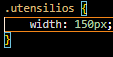 .utensilios {
    width: 150px;
}